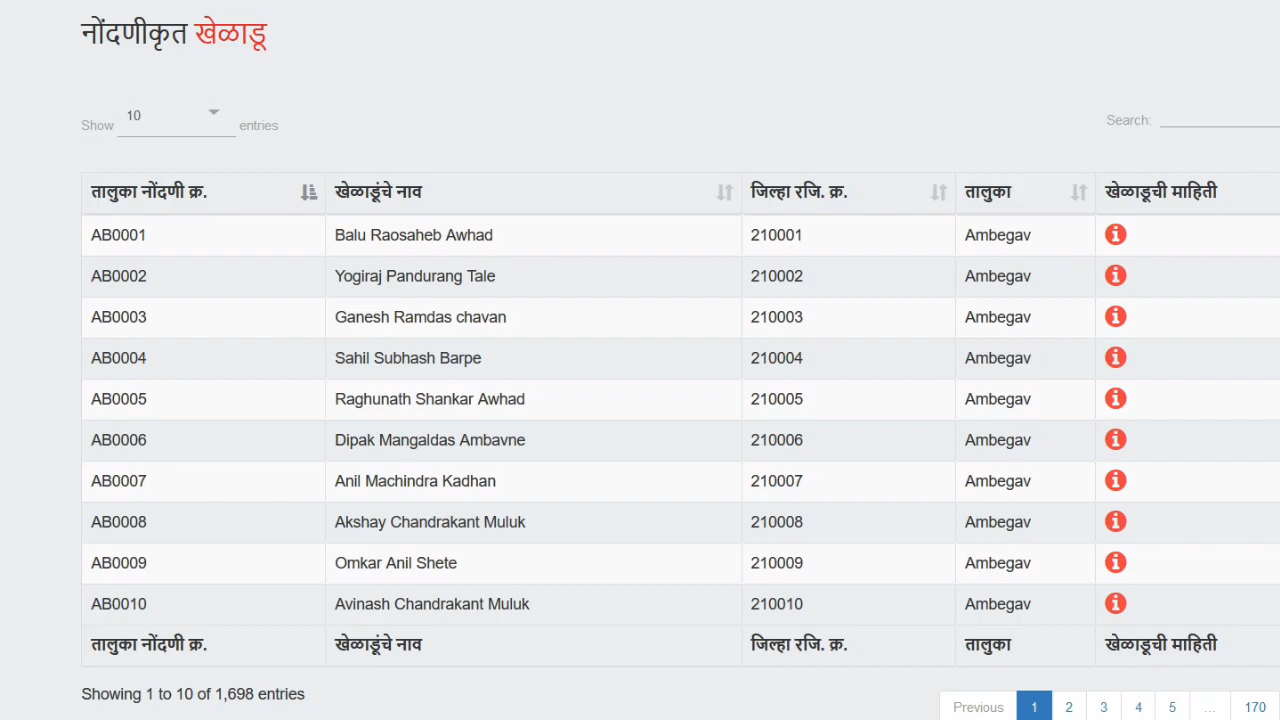 नोंदणीकृत खेळाडू
Show 10 entries
Search:
तालुका नोंदणी क्र. खेळाडूंचे नाव जिल्हा रजि. क्र. तालुका खेळाडूची माहिती
AB0001 Balu Raosaheb Awhad 210001 Ambegav
AB0002 Yogiraj Pandurang Tale 210002 Ambegav
AB0003 Ganesh Ramdas chavan 210003 Ambegav
AB0004 Sahil Subhash Barpe 210004 Ambegav
AB0005 Raghunath Shankar Awhad 210005 Ambegav
AB0006 Dipak Mangaldas Ambavne 210006 Ambegav
AB0007 Anil Machindra Kadhan 210007 Ambegav
AB0008 Akshay Chandrakant Muluk 210008 Ambegav
AB0009 Omkar Anil Shete 210009 Ambegav
AB0010 Avinash Chandrakant Muluk 210010 Ambegav
तालुका नोंदणी क्र. खेळाडूंचे नाव जिल्हा रजि. क्र. तालुका खेळाडूची माहिती
Showing 1 to 10 of 1,698 entries
Previous 1 2 3 4 5 … 170